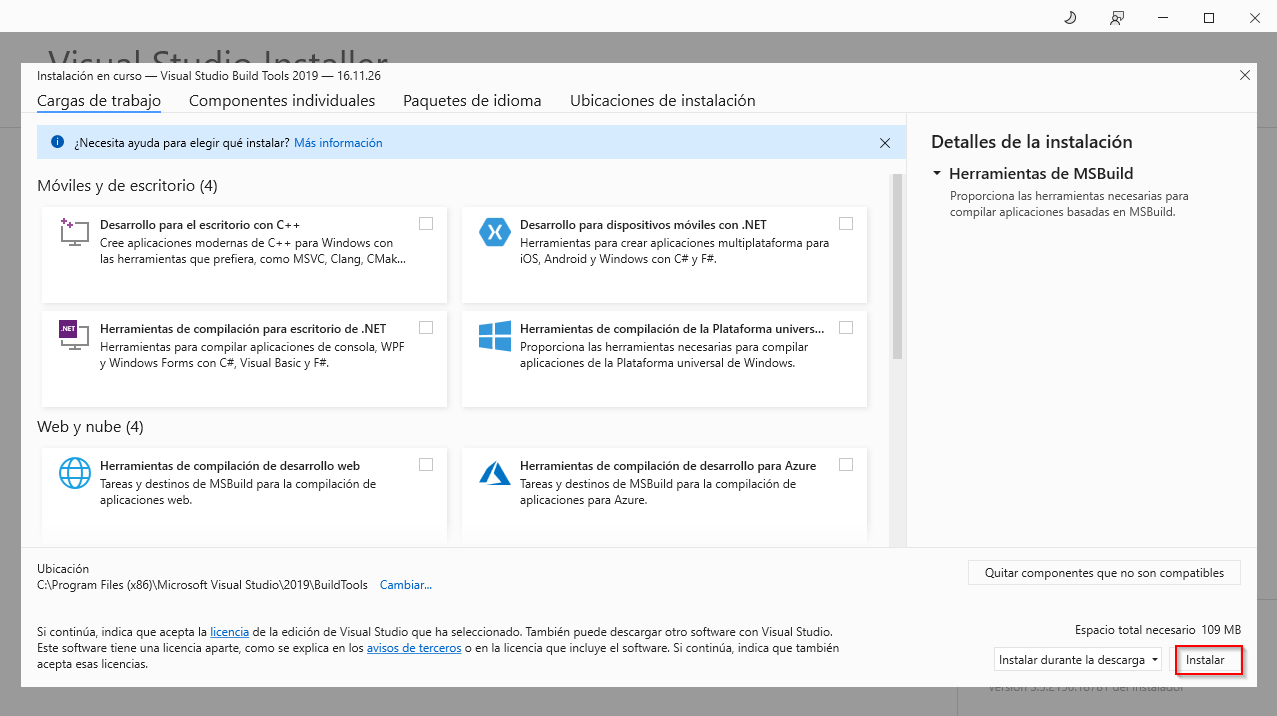 Visual Studio Installer
Instalación en curso — Visual Studio Build Tools 2019 — 16.11.26
Cargas de trabajo
Componentes individuales
Paquetes de idioma
Ubicaciones de instalación
¿Necesita ayuda para elegir qué instalar? Más información
Móviles y de escritorio (4)
Desarrollo para el escritorio con C++
Cree aplicaciones modernas de C++ para Windows con
las herramientas que prefiera, como MSVC, Clang, CMak...
Desarrollo para dispositivos móviles con .NET
Herramientas para crear aplicaciones multiplataforma para
iOS, Android y Windows con C# y F#.
.NET
Herramientas de compilación para escritorio de .NET
Herramientas para compilar aplicaciones de consola, WPF
y Windows Forms con C#, Visual Basic y F#.
Herramientas de compilación de la Plataforma univers...
Proporciona las herramientas necesarias para compilar
aplicaciones de la Plataforma universal de Windows.
Web y nube (4)
Herramientas de compilación de desarrollo web
Tareas y destinos de MSBuild para la compilación de
aplicaciones web.
Herramientas de compilación de desarrollo para Azure
Tareas y destinos de MSBuild para la compilación de
aplicaciones para Azure.
Detalles de la instalación
Herramientas de MSBuild
Proporciona las herramientas necesarias para
compilar aplicaciones basadas en MSBuild.
Ubicación
C:\Program Files (x86)\Microsoft Visual Studio\2019\BuildTools Cambiar...
Quitar componentes que no son compatibles
Si continúa, indica que acepta la licencia de la edición de Visual Studio que ha seleccionado. También puede descargar otro software con Visual Studio.
Este software tiene una licencia aparte, como se explica en los avisos de terceros o en la licencia que incluye el software. Si continúa, indica que también
acepta esas licencias.
Espacio total necesario 109 MB
Instalar durante la descarga
Instalar
del instalador